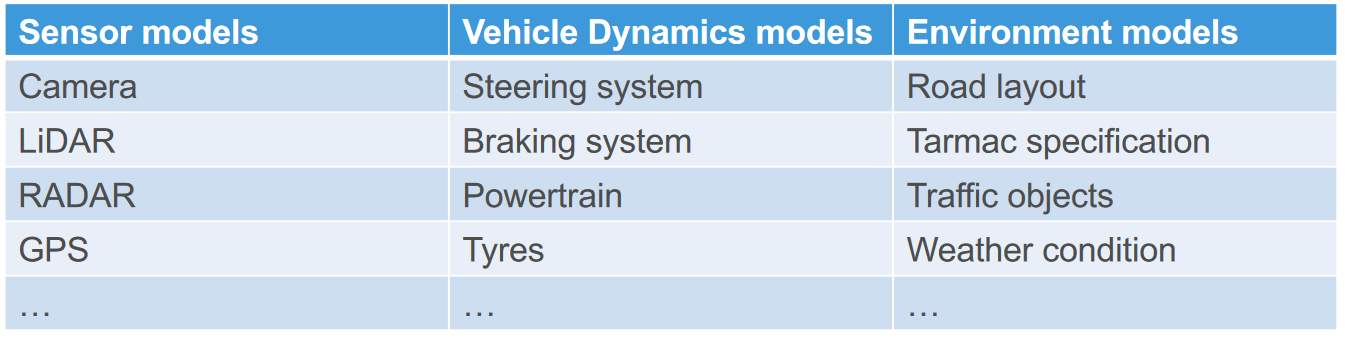 Sensor models Vehicle Dynamics models Environment models
Camera Steering system Road layout
LiDAR Braking system Tarmac specification
RADAR Powertrain Traffic objects
GPS Tyres Weather condition
… … …